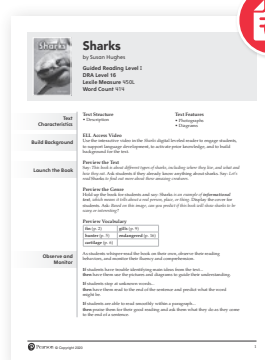 Sharks
Sharks
by Susan Hughes
Guided Reading Level I
DRA Level 16
Lexile Measure 450L
Word Count 474
Text Characteristics
Text Structure
• Description
Text Features
• Photographs
• Diagrams
Build Background
ELL Access Video
Use the interactive video to the Sharks digital leveled reader to engage students,
to support language development, to activate prior knowledge, and to build
background for the text.
Launch the Book
Preview the Text
Say: This book is about different types of sharks, including where they live, and what and
how they eat. Ask students if they already know anything about sharks. Say: Let's
read Sharks to find out more about these amazing creatures.
Preview the Genre
Hold up the book for students and say: Sharks is an example of informational
text, which means it tells about a real person, place, or thing. Display the cover for
students. Ask: Based on this image, can you predict if this book will show sharks to be
scary or interesting?
Preview Vocabulary
fin (p. 2) gills (p. 9)
hunter (p. 5) endangered (p. 16)
cartilage (p. 6)
Observe and Monitor
As students whisper read the book on their own, observe their reading
behaviors, and monitor their fluency and comprehension.
If students have trouble identifying main ideas from the text...
then have them use the pictures and diagrams to guide their understanding.
If students stop at unknown words...
then have them read to the end of the sentence and predict what the word
might be.
If students are able to read smoothly within a paragraph...
then praise them for their good reading and ask them what they do as they come
to the end of a sentence.
Pearson © Copyright 2023
1